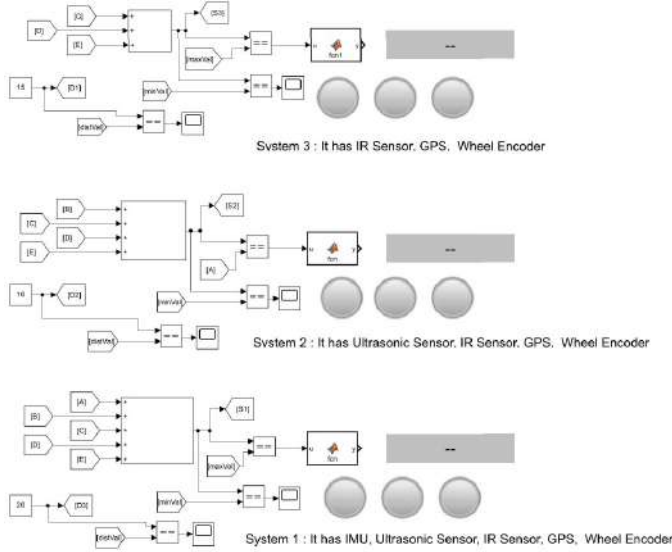 [C]
[S3]
[D]
[E]
==
u
fcn1
y
--
[maxVal]
==
15
[D1]
[minVal]
[distVal]
==
System 3 : It has IR Sensor. GPS. Wheel Encoder
[B]
[S2]
[C]
[D]
[E]
==
u
fcn
y
--
[A]
==
16
[D2]
[minVal]
[distVal]
==
System 2 : It has Ultrasonic Sensor. IR Sensor. GPS. Wheel Encoder
[A]
[S1]
[B]
[C]
[D]
[E]
==
u
fcn
y
--
[maxVal]
==
26
[D3]
[minVal]
[distVal]
==
System 1 : It has IMU, Ultrasonic Sensor, IR Sensor, GPS, Wheel Encoder